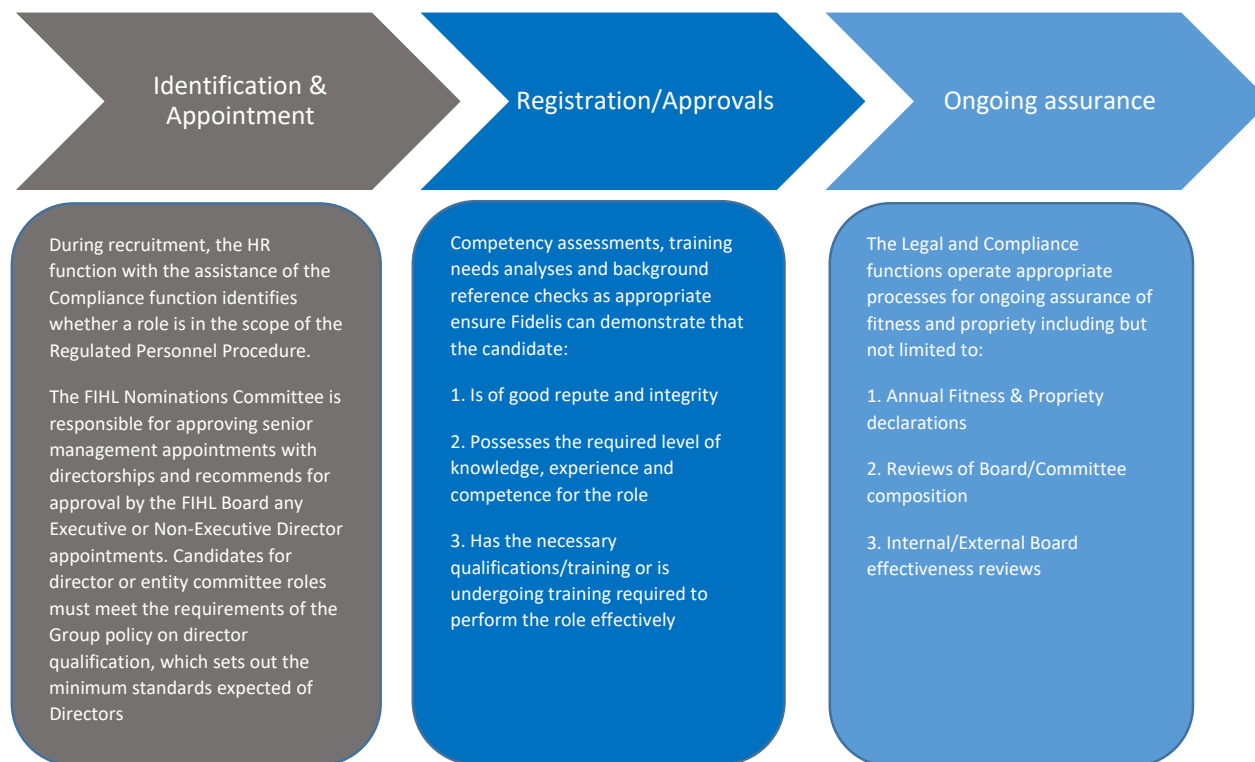 Identification &
Appointment
Registration/Approvals
Ongoing assurance
During recruitment, the HR
function with the assistance of the
Compliance function identifies
whether a role is in the scope of the
Regulated Personnel Procedure.
The FIHL Nominations Committee is
responsible for approving senior
management appointments with
directorships and recommends for
approval by the FIHL Board any
Executive or Non-Executive Director
appointments. Candidates for
director or entity committee roles
must meet the requirements of the
Group policy on director
qualification, which sets out the
minimum standards expected of
Directors
Competency assessments, training
needs analyses and background
reference checks as appropriate
ensure Fidelis can demonstrate that
the candidate:
1. Is of good repute and integrity
2. Possesses the required level of
knowledge, experience and
competence for the role
3. Has the necessary
qualifications/training or is
undergoing training required to
perform the role effectively
The Legal and Compliance
functions operate appropriate
processes for ongoing assurance of
fitness and propriety including but
not limited to:
1. Annual Fitness & Propriety
declarations
2. Reviews of Board/Committee
composition
3. Internal/External Board
effectiveness reviews